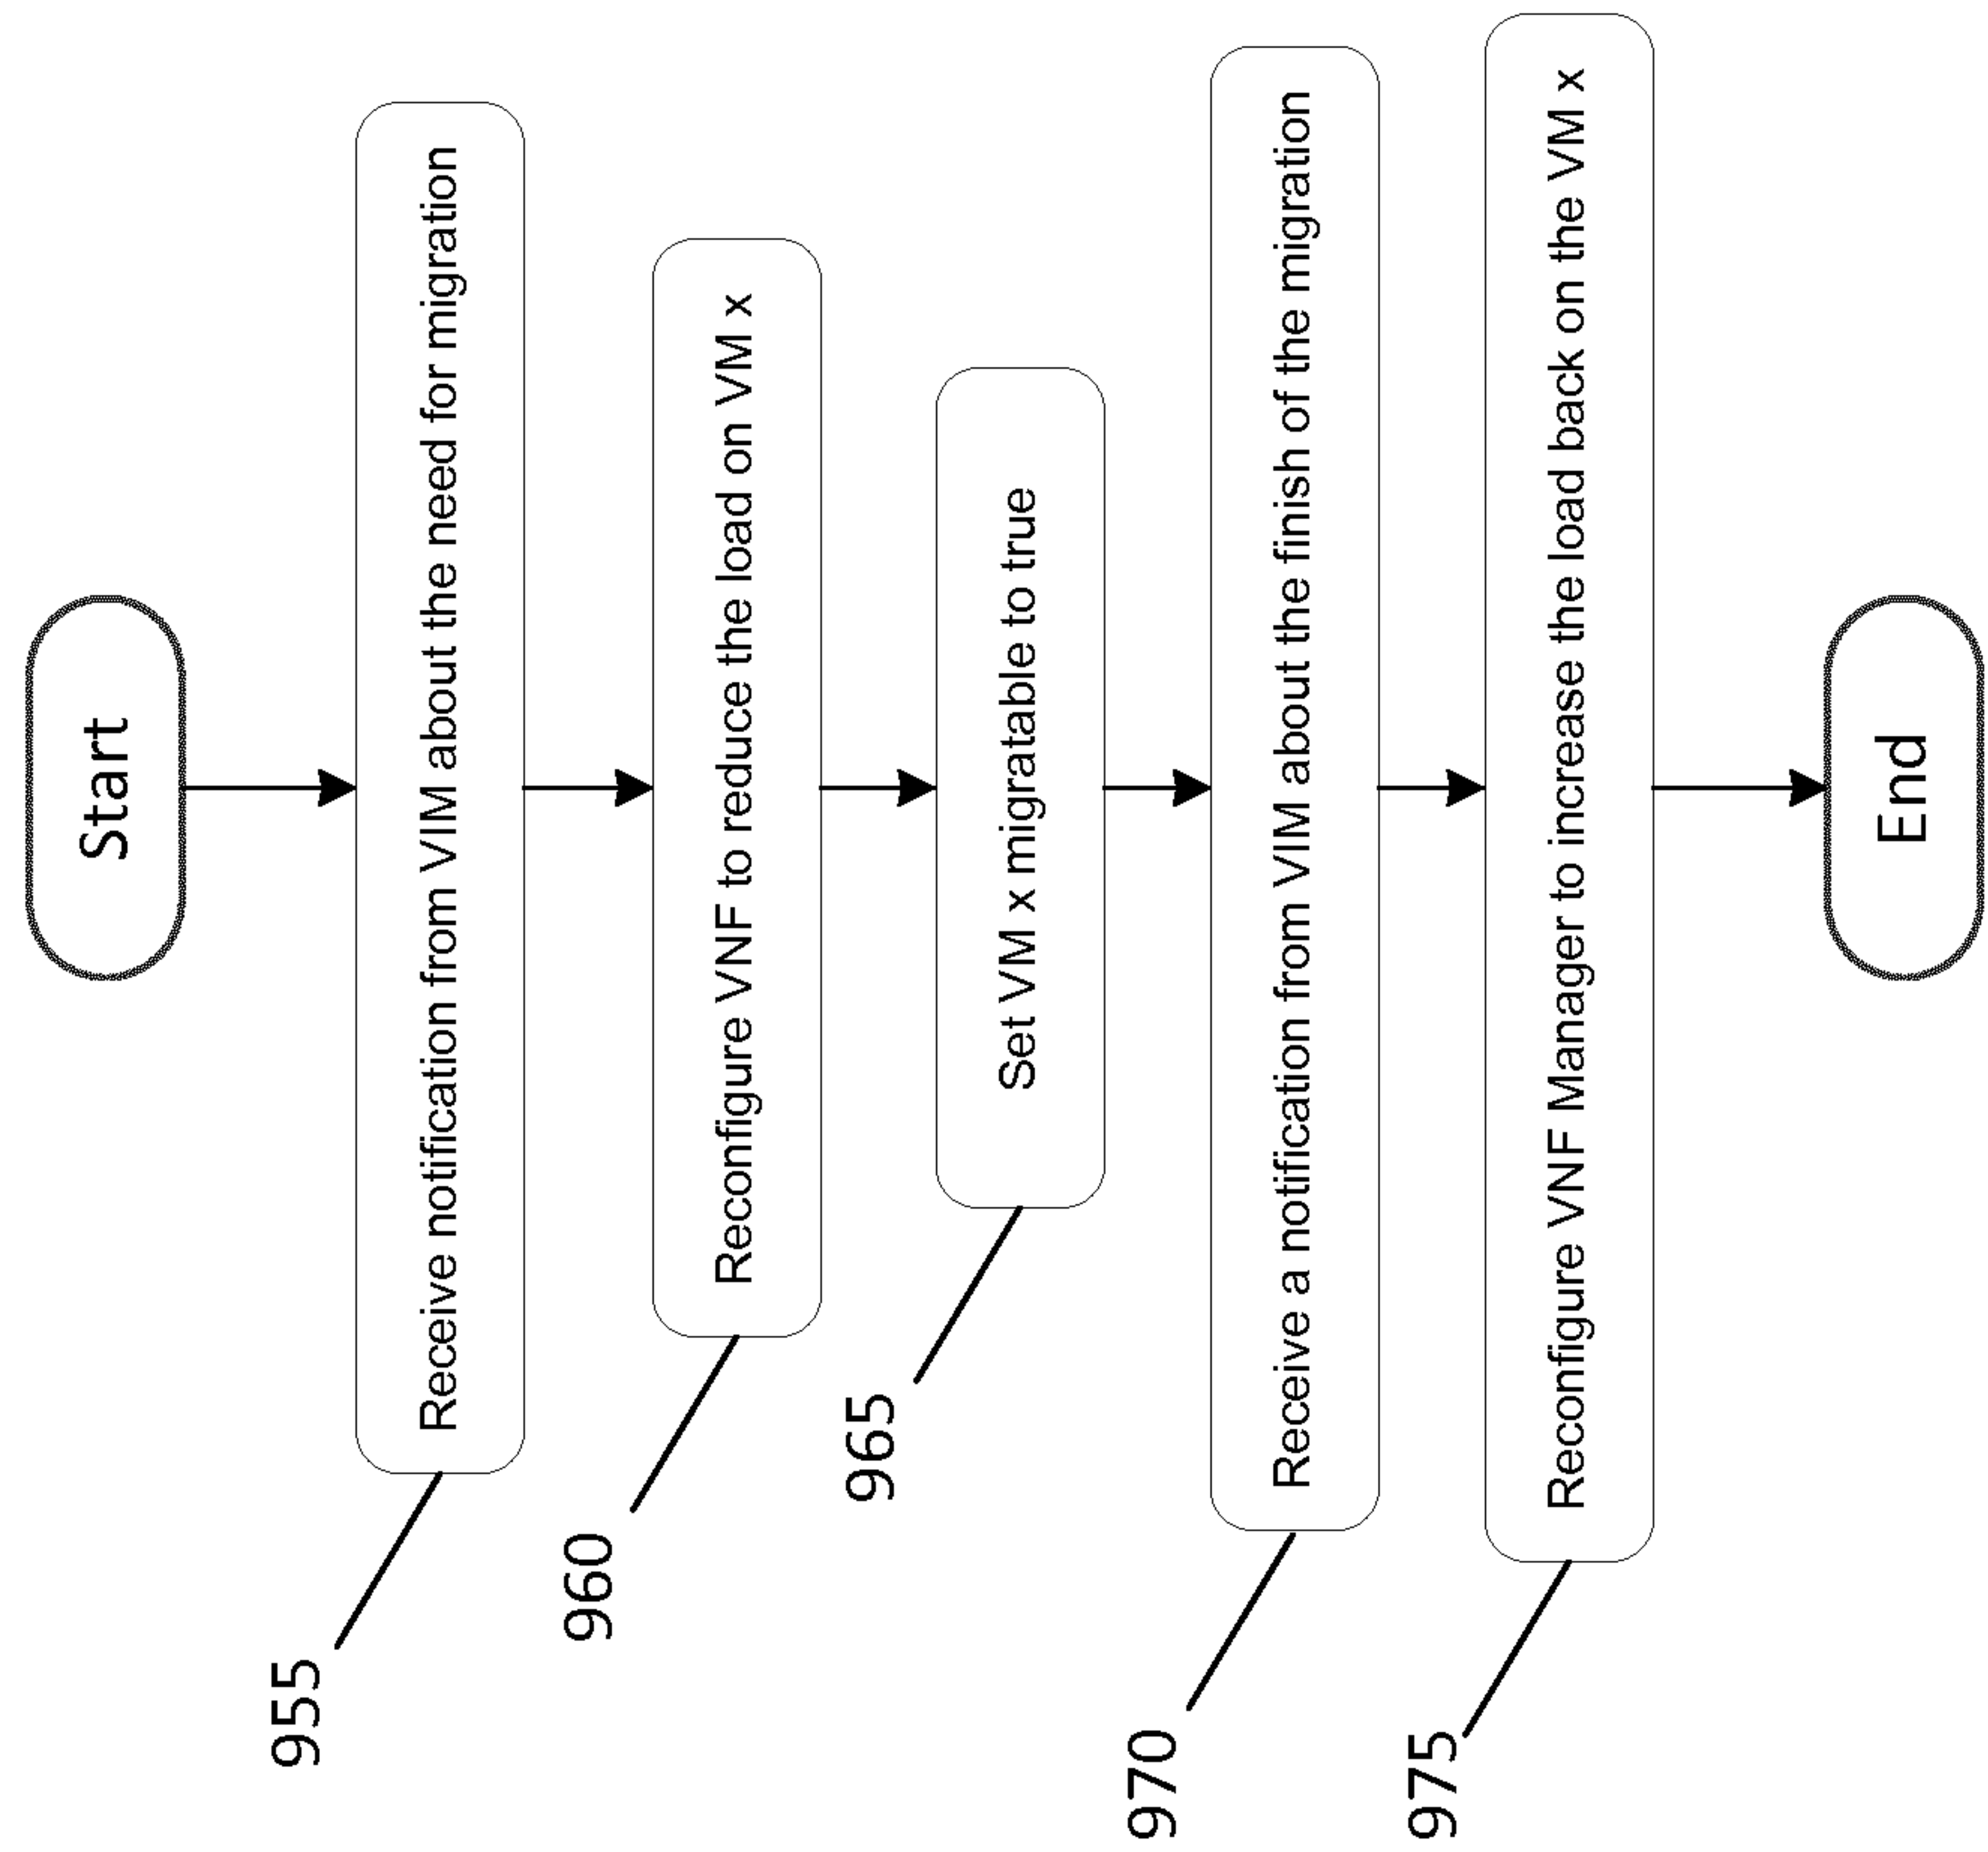 Start
955
Receive notification from VIM about the need for migration
960
Reconfigure VNF to reduce the load on VM x
965
Set VM x migratable to true
970
Receive a notification from VIM about the finish of the migration
975
Reconfigure VNF Manager to increase the load back on the VM x
End